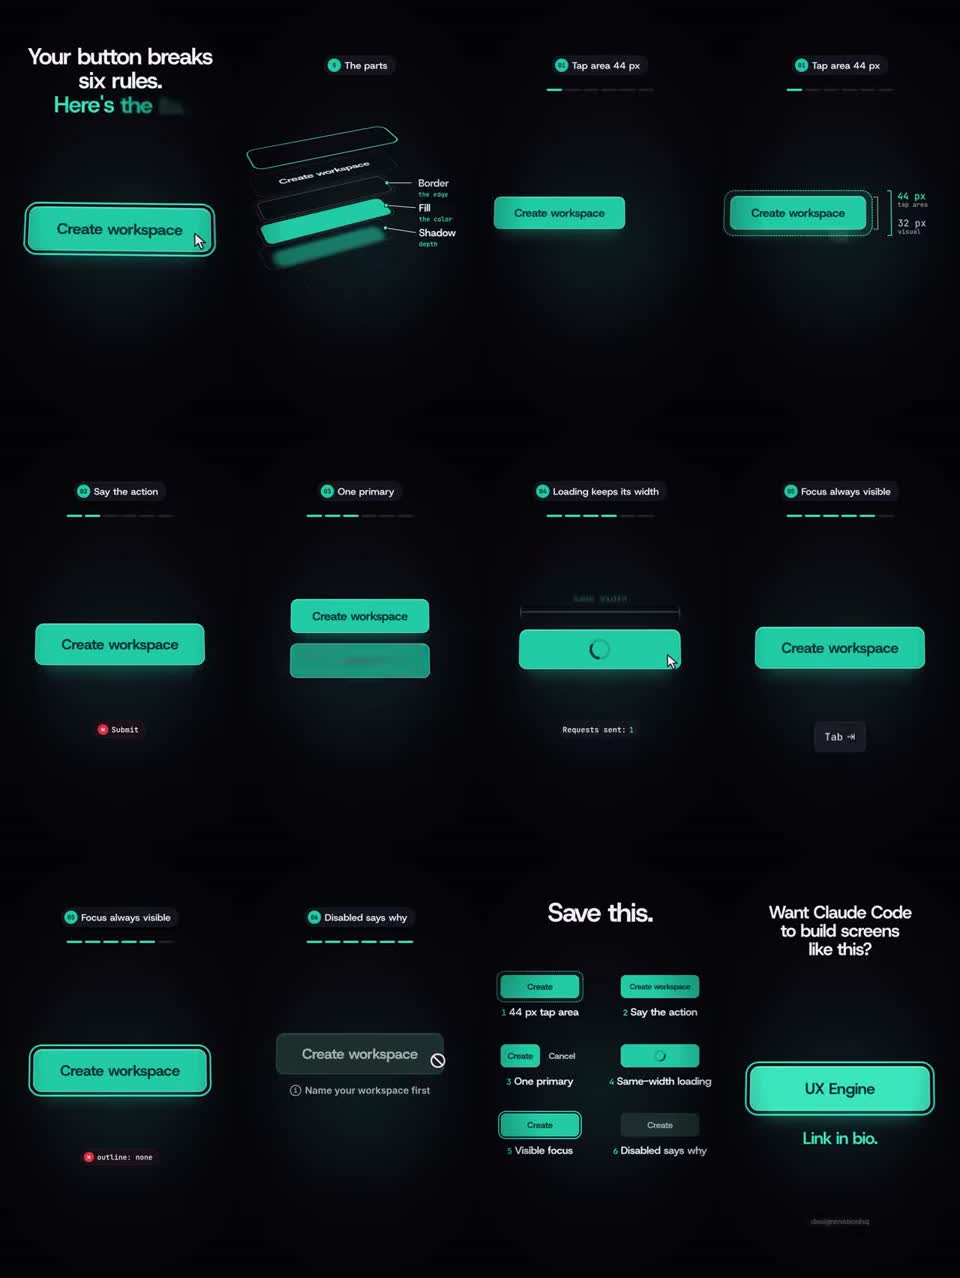 Your button breaks
six rules.
Here's the
Create workspace
5 The parts
Create workspace
Border
the edge
Fill
the color
Shadow
depth
01 Tap area 44 px
Create workspace
01 Tap area 44 px
Create workspace
44 px
tap area
32 px
visual
02 Say the action
Create workspace
Submit
03 One primary
Create workspace
04 Loading keeps its width
same width
Requests sent: 1
05 Focus always visible
Create workspace
Tab
05 Focus always visible
Create workspace
outline: none
06 Disabled says why
Create workspace
Name your workspace first
Save this.
Create
1 44 px tap area
Create workspace
2 Say the action
Create Cancel
3 One primary
4 Same-width loading
Create
5 Visible focus
Create
6 Disabled says why
Want Claude Code
to build screens
like this?
UX Engine
Link in bio.
designmotionhq